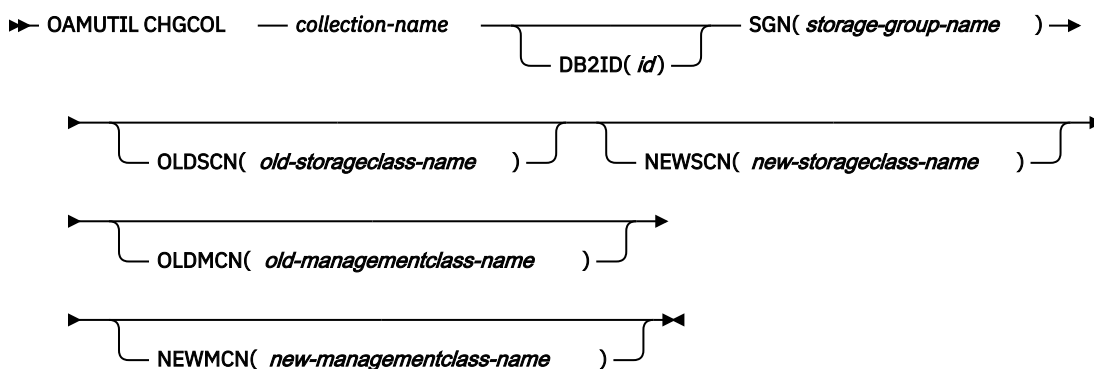 OAMUTIL CHGCOL collection-name SGN( storage-group-name )
DB2ID( id )
OLDSCN( old-storageclass-name ) NEWSCN( new-storageclass-name )
OLDMCN( old-managementclass-name )
NEWMCN( new-managementclass-name )